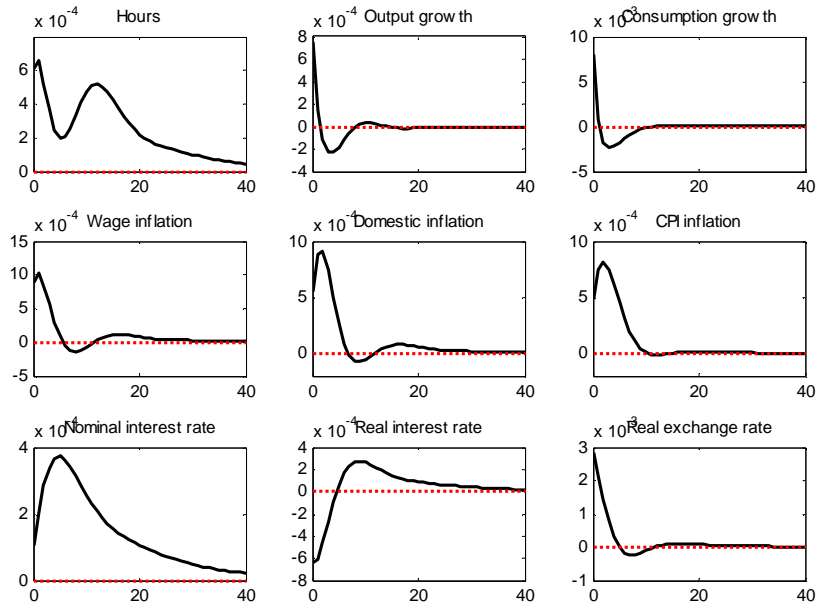 x 10^-4 Hours
8
6
4
2
0
0 20 40
x 10^-4 Output growth
8
6
4
2
0
-2
-4
0 20 40
x 10^-3 Consumption growth
10
5
0
-5
0 20 40
x 10^-4 Wage inflation
15
10
5
0
-5
0 20 40
x 10^-4 Domestic inflation
10
5
0
0 20 40
x 10^-4 CPI inflation
10
5
0
0 20 40
x 10^-4 Nominal interest rate
4
2
0
0 20 40
x 10^-4 Real interest rate
4
2
0
-2
-4
-6
-8
0 20 40
x 10^-3 Real exchange rate
3
2
1
0
-1
0 20 40